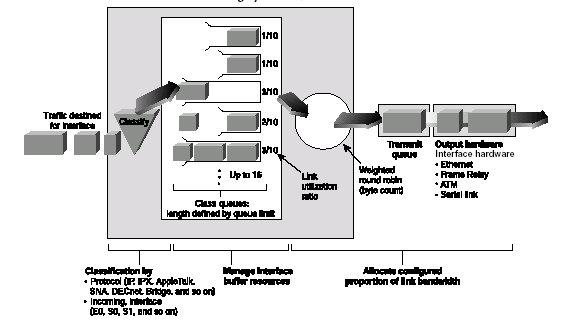 Traffic destined
for interface
Classify
1/10
1/10
3/10
2/10
3/10
Up to 16
Class queues:
length defined by queue limit
Link
utilization
ratio
Weighted
round robin
(byte count)
Transmit
queue
Output hardware
Interface hardware
• Ethernet
• Frame Relay
• ATM
- Serial link
Classification by
• Protocol (IP, IPX, AppleTalk,
SNA, DECnet, Bridge, and so on)
• Incoming, interface
(E0, S0, S1, and so on)
Manage interface
buffer resources
Allocate configured
proportion of link bandwidth